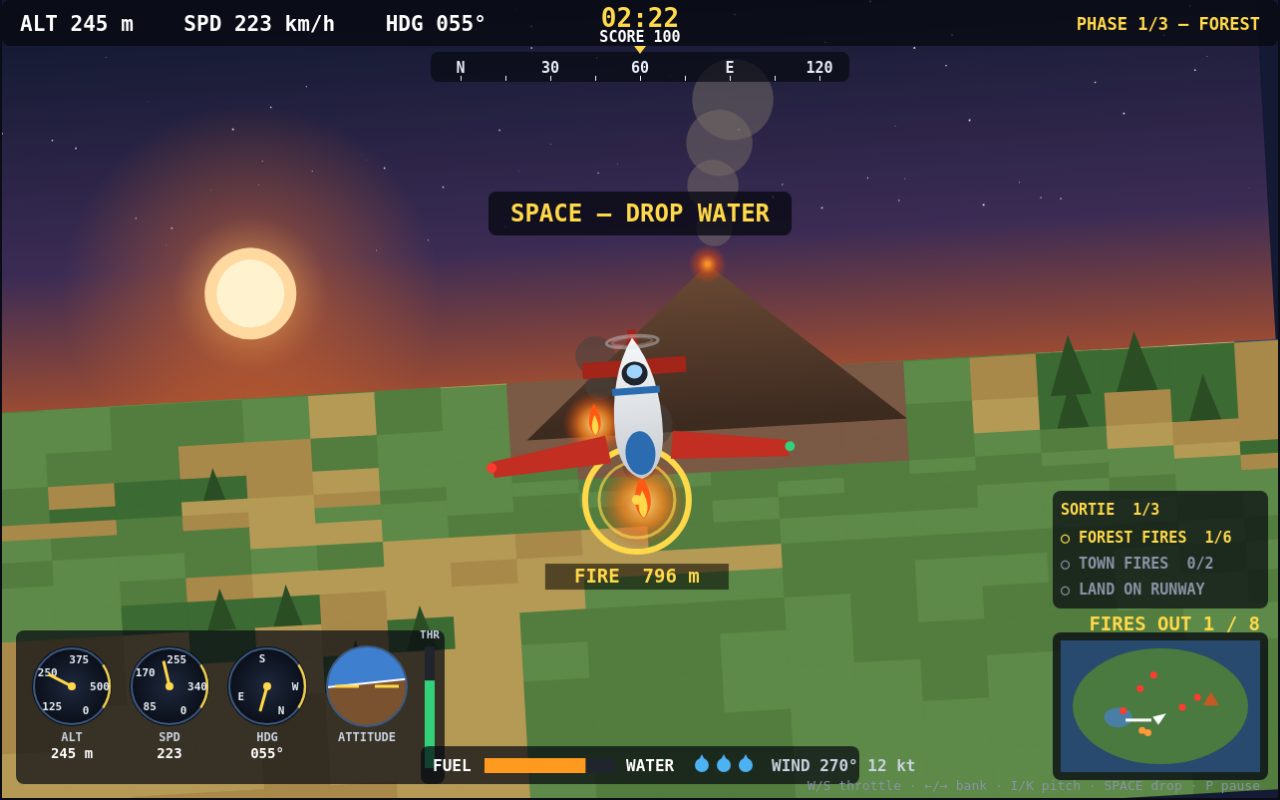 ALT 245 m SPD 223 km/h HDG 055°
02:22
SCORE 100
PHASE 1/3 — FOREST
N 30 60 E 120
SPACE — DROP WATER
FIRE 796 m
SORTIE 1/3
○ FOREST FIRES 1/6
○ TOWN FIRES 0/2
○ LAND ON RUNWAY
FIRES OUT 1 / 8
THR
375 250 500 125 0
255 170 340 85 0
S W E N
ALT SPD HDG ATTITUDE
245 m 223 055°
FUEL WATER WIND 270° 12 kt
W/S throttle · ←/→ bank · I/K pitch · SPACE drop · P pause